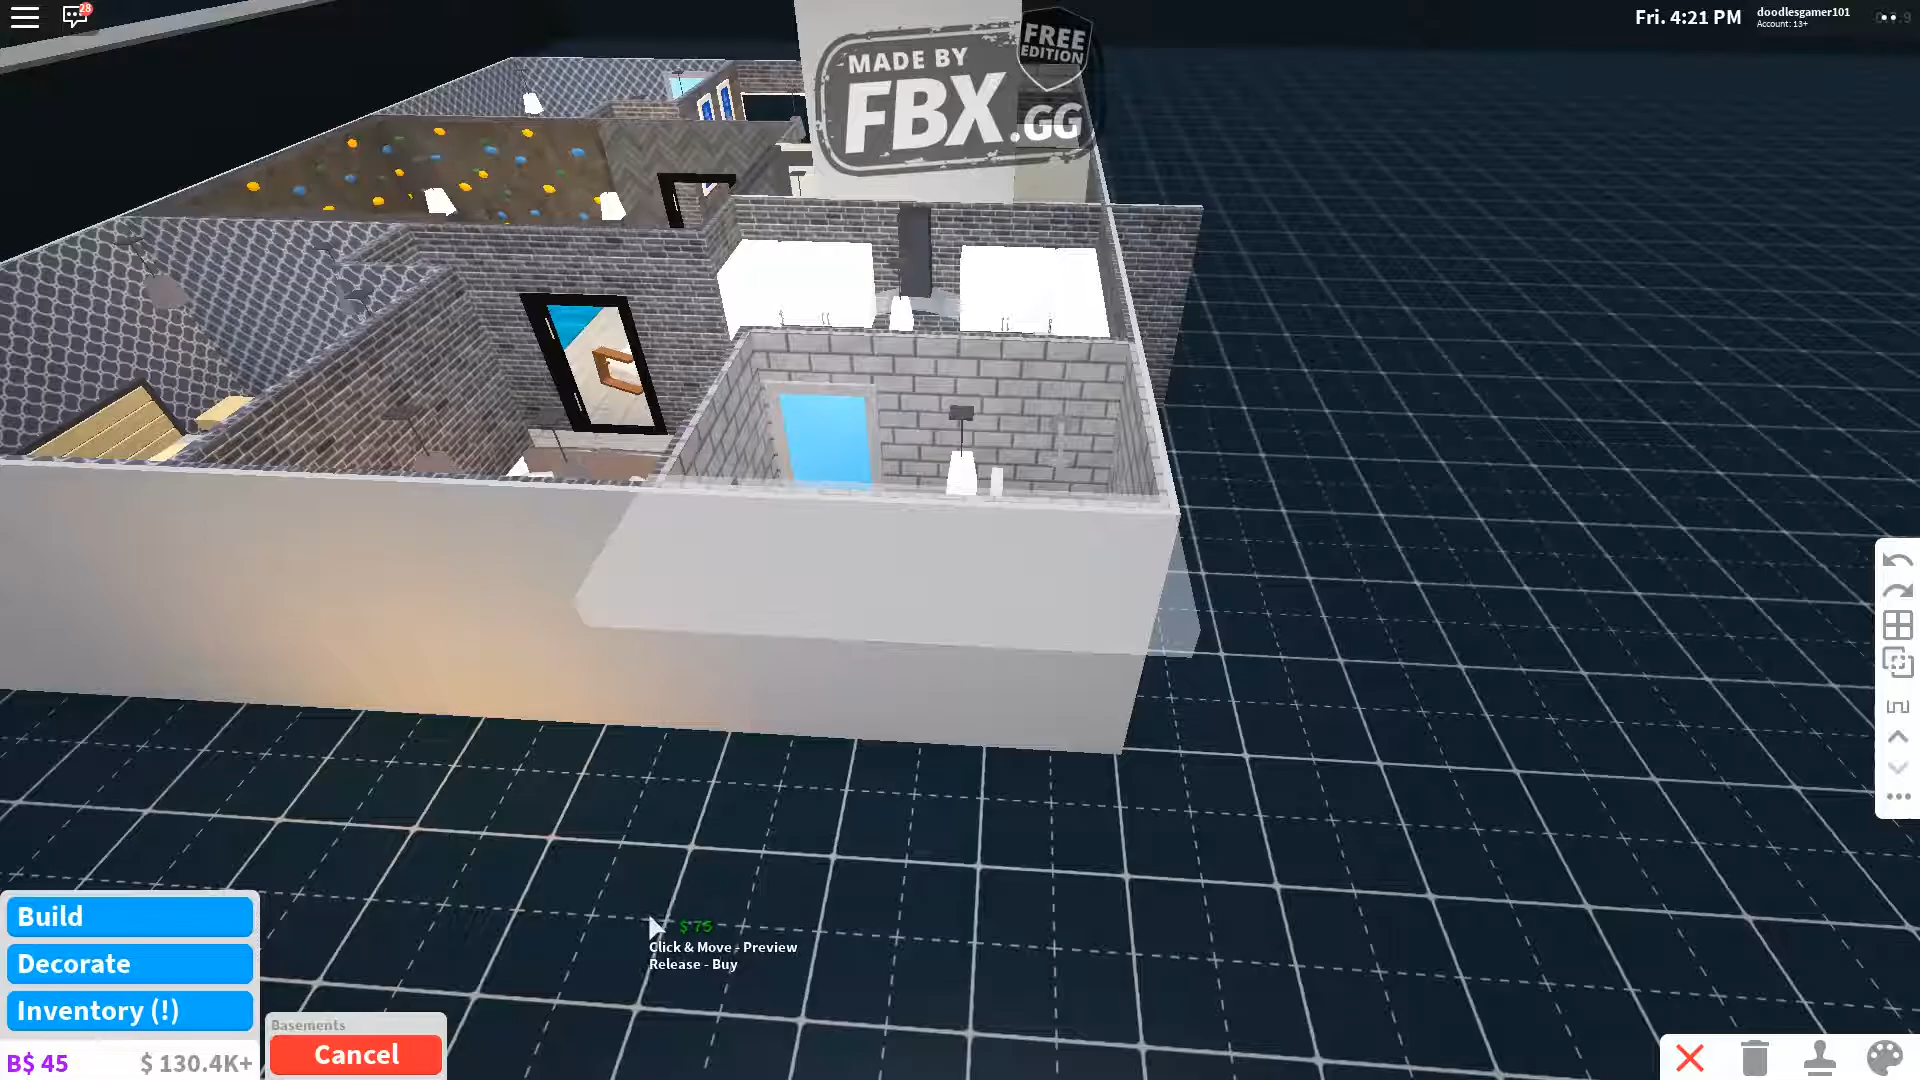 28
Fri. 4:21 PM
doodlesgamer101
Account: 13+
MADE BY
FBX.GG
FREE
EDITION
$ 75
Click & Move - Preview
Release - Buy
Build
Decorate
Inventory (!)
B$ 45
$ 130.4K+
Basements
Cancel